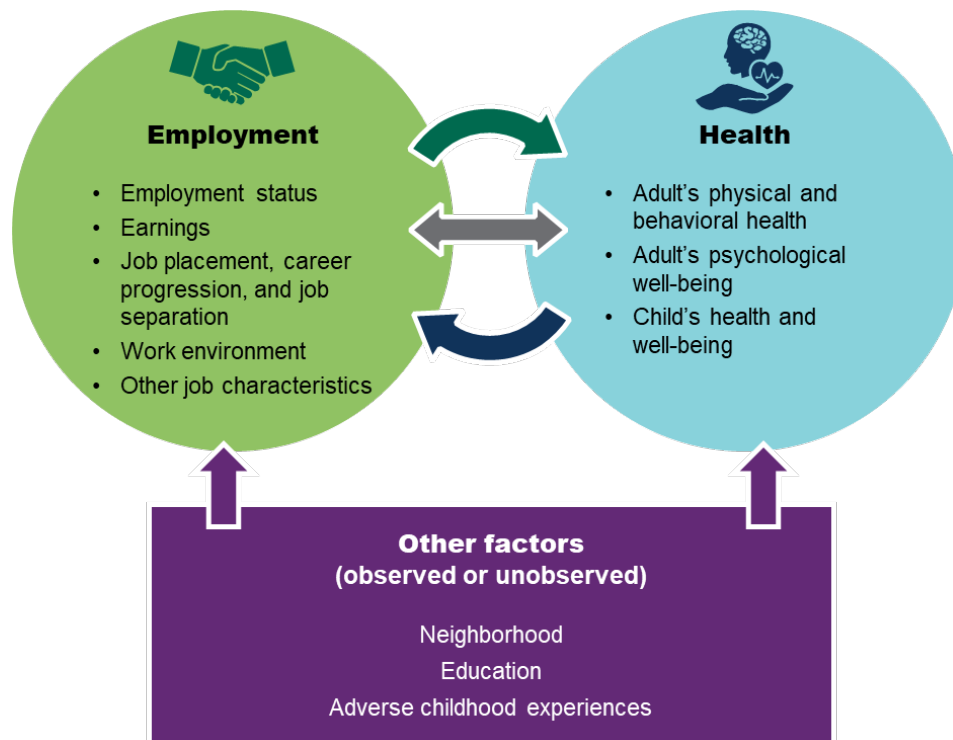 Employment
• Employment status
• Earnings
• Job placement, career
progression, and job
separation
• Work environment
• Other job characteristics
Health
• Adult’s physical and
behavioral health
• Adult’s psychological
well-being
• Child’s health and
well-being
Other factors
(observed or unobserved)
Neighborhood
Education
Adverse childhood experiences